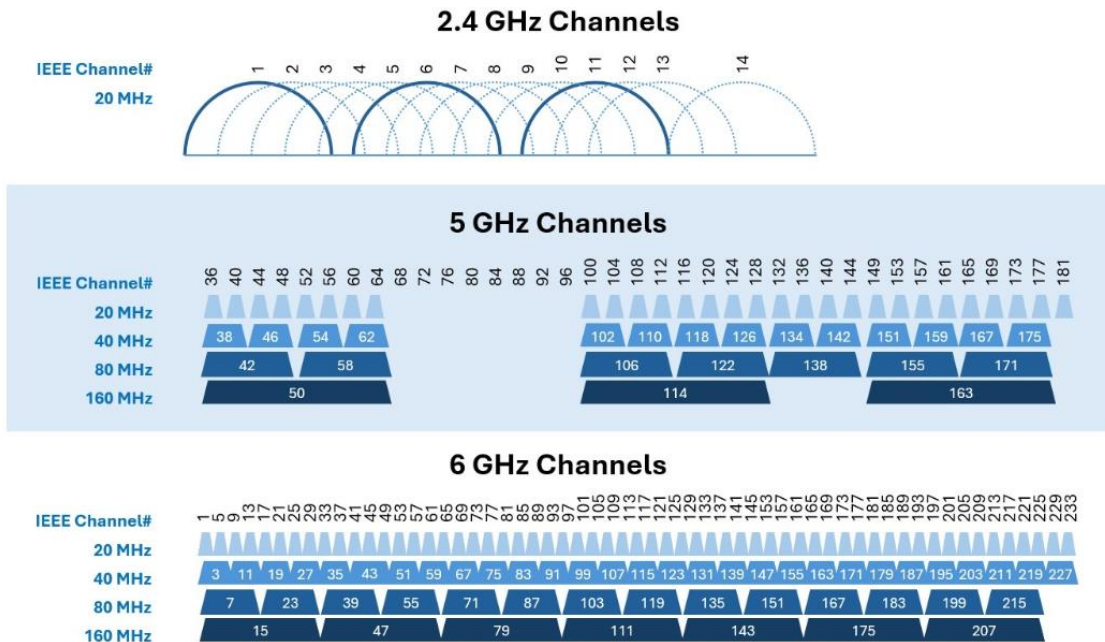 2.4 GHz Channels
IEEE Channel# 1 2 3 4 5 6 7 8 9 10 11 12 13 14
20 MHz
5 GHz Channels
IEEE Channel# 36 40 44 48 52 56 60 64 68 72 76 80 84 88 92 96 100 104 108 112 116 120 124 128 132 136 140 144 149 153 157 161 165 169 173 177 181
20 MHz
40 MHz 38 46 54 62 102 110 118 126 134 142 151 159 167 175
80 MHz 42 58 106 122 138 155 171
160 MHz 50 114 163
6 GHz Channels
IEEE Channel# 1 5 9 13 17 21 25 29 33 37 41 45 49 53 57 61 65 69 73 77 81 85 89 93 97 101 105 109 113 117 121 125 129 133 137 141 145 153 157 161 165 169 173 177 181 185 189 193 197 201 205 209 213 217 221 225 229 233
20 MHz
40 MHz 3 11 19 27 35 43 51 59 67 75 83 91 99 107 115 123 131 139 147 155 163 171 179 187 195 203 211 219 227
80 MHz 7 23 39 55 71 87 103 119 135 151 167 183 199 215
160 MHz 15 47 79 111 143 175 207